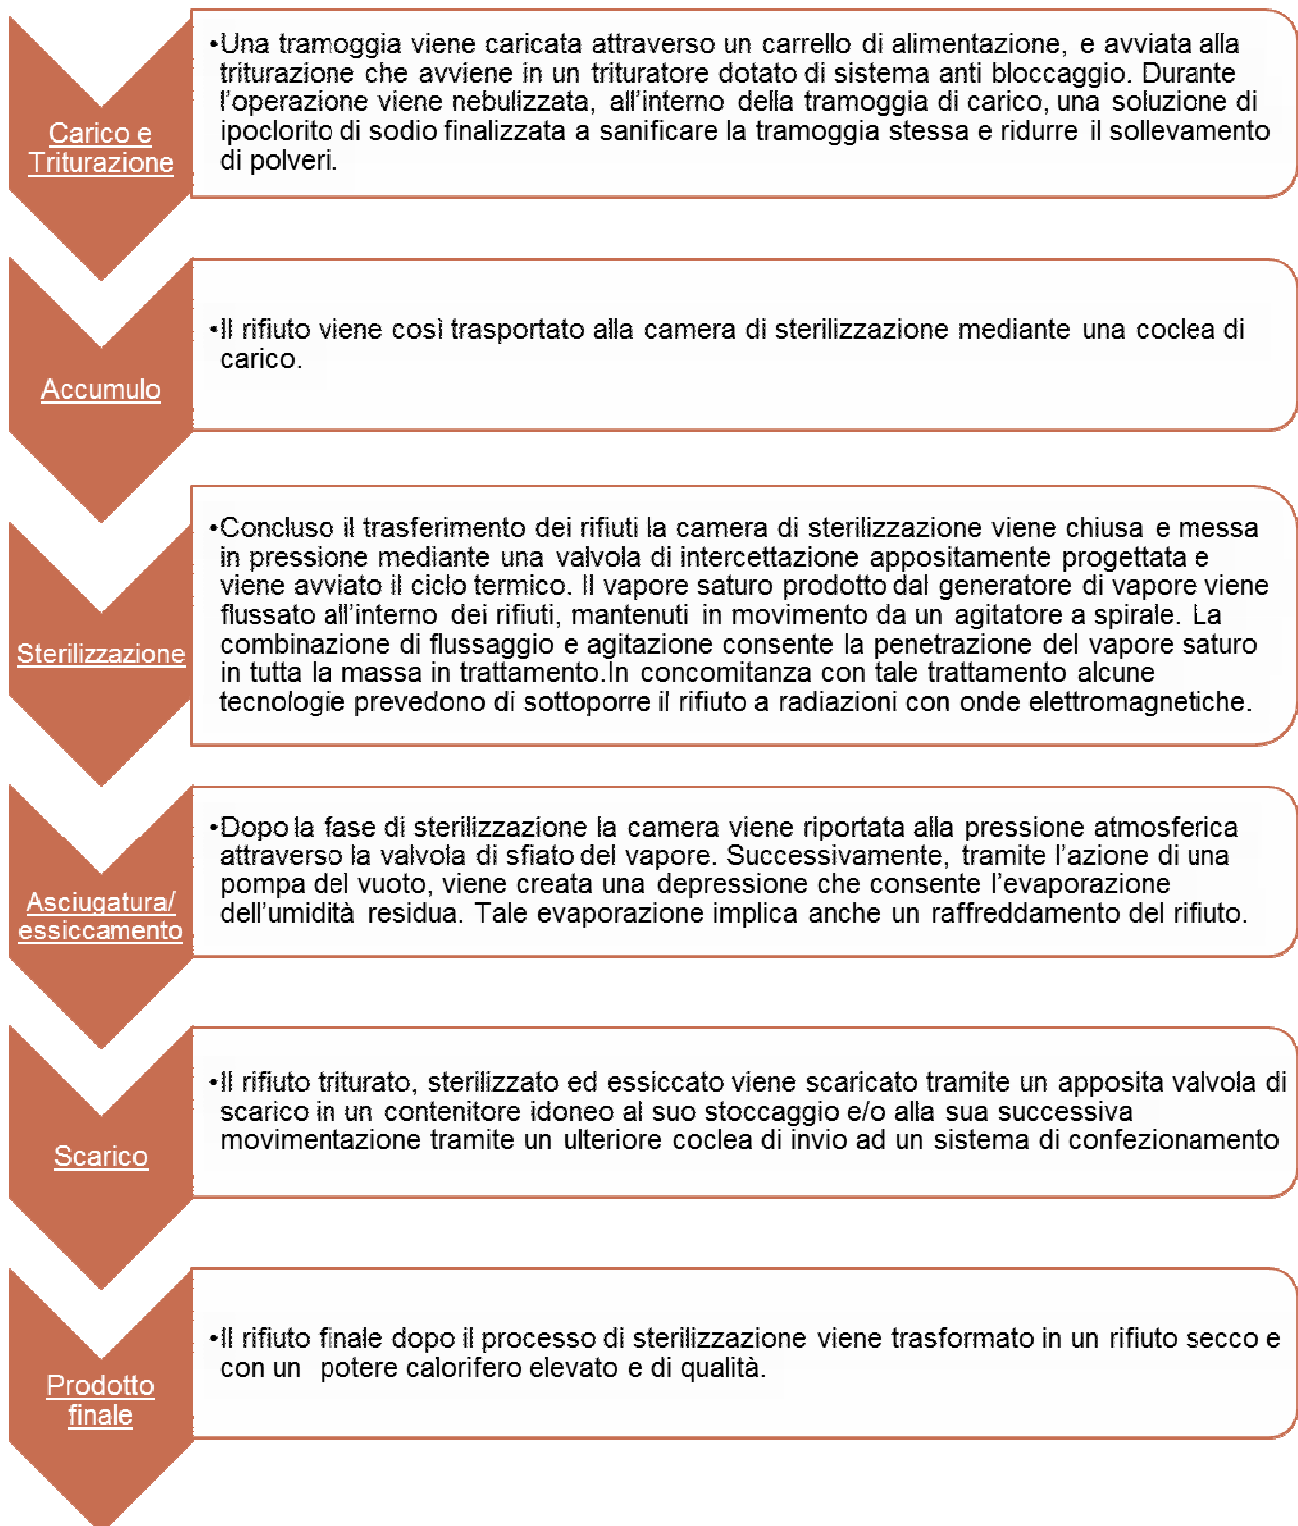 Carico e
Triturazione
•Una tramoggia viene caricata attraverso un carrello di alimentazione, e avviata alla
triturazione che avviene in un trituratore dotato di sistema anti bloccaggio. Durante
l'operazione viene nebulizzata, all'interno della tramoggia di carico, una soluzione di
ipoclorito di sodio finalizzata a sanificare la tramoggia stessa e ridurre il sollevamento
di polveri.
Accumulo
•Il rifiuto viene così trasportato alla camera di sterilizzazione mediante una coclea di
carico.
Sterilizzazione
•Concluso il trasferimento dei rifiuti la camera di sterilizzazione viene chiusa e messa
in pressione mediante una valvola di intercettazione appositamente progettata e
viene avviato il ciclo termico. Il vapore saturo prodotto dal generatore di vapore viene
flussato all'interno dei rifiuti, mantenuti in movimento da un agitatore a spirale. La
combinazione di flussaggio e agitazione consente la penetrazione del vapore saturo
in tutta la massa in trattamento.In concomitanza con tale trattamento alcune
tecnologie prevedono di sottoporre il rifiuto a radiazioni con onde elettromagnetiche.
Asciugatura/
essiccamento
•Dopo la fase di sterilizzazione la camera viene riportata alla pressione atmosferica
attraverso la valvola di sfiato del vapore. Successivamente, tramite l'azione di una
pompa del vuoto, viene creata una depressione che consente l'evaporazione
dell'umidità residua. Tale evaporazione implica anche un raffreddamento del rifiuto.
Scarico
•Il rifiuto triturato, sterilizzato ed essiccato viene scaricato tramite un apposita valvola di
scarico in un contenitore idoneo al suo stoccaggio e/o alla sua successiva
movimentazione tramite un ulteriore coclea di invio ad un sistema di confezionamento
Prodotto
finale
•Il rifiuto finale dopo il processo di sterilizzazione viene trasformato in un rifiuto secco e
con un potere calorifero elevato e di qualità.